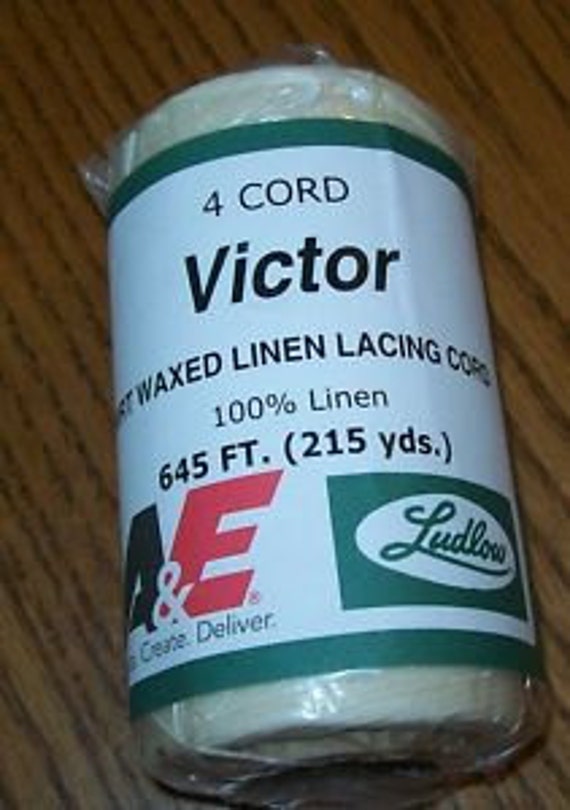 4 CORD
Victor
WAXED LINEN LACING CORD
100% Linen
645 FT. (215 yds.)
A&E®
Ludlow
Create. Deliver.